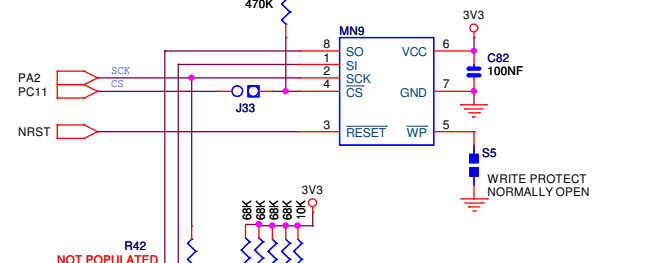 470K
3V3
MN9
8 SO VCC 6
1 SI
C82
100NF
PA2 SCK 2 SCK
PC11 CS 4 CS GND 7
J33
NRST 3 RESET WP 5
S5
WRITE PROTECT
NORMALLY OPEN
3V3
68K 68K 68K 68K 10K
R42
NOT POPULATED